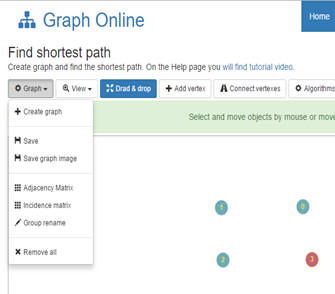 Graph Online
Home
Find shortest path
Create graph and find the shortest path. On the Help page you will find tutorial video.
Graph View Drad & drop Add vertex Connect vertexes Algorithms
Create graph
Select and move objects by mouse or move
Save
Save graph image
Adjacency Matrix
Incidence matrix
Group rename
Remove all
1 0
2 3